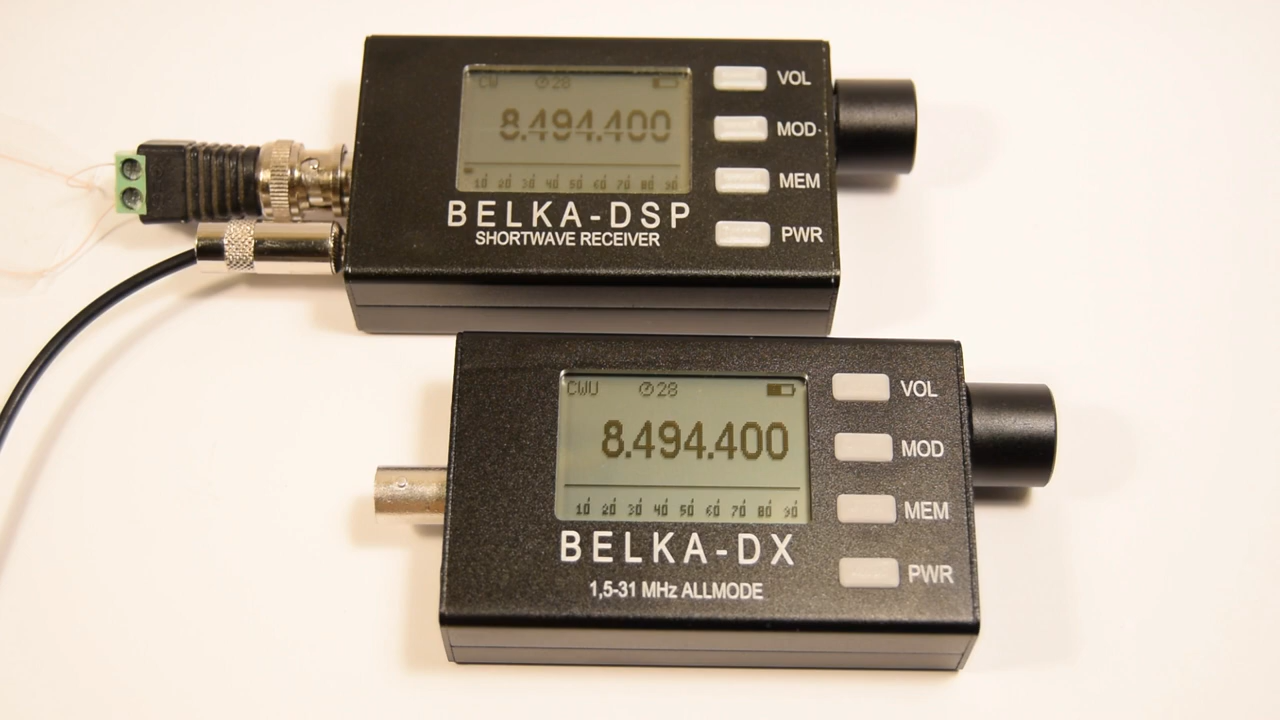 CW 28
8.494.400
10 20 30 40 50 60 70 80 90
BELKA-DSP
SHORTWAVE RECEIVER
VOL
MOD
MEM
PWR
CWU 28
8.494.400
10 20 30 40 50 60 70 80 90
BELKA-DX
1,5-31 MHz ALLMODE
VOL
MOD
MEM
PWR